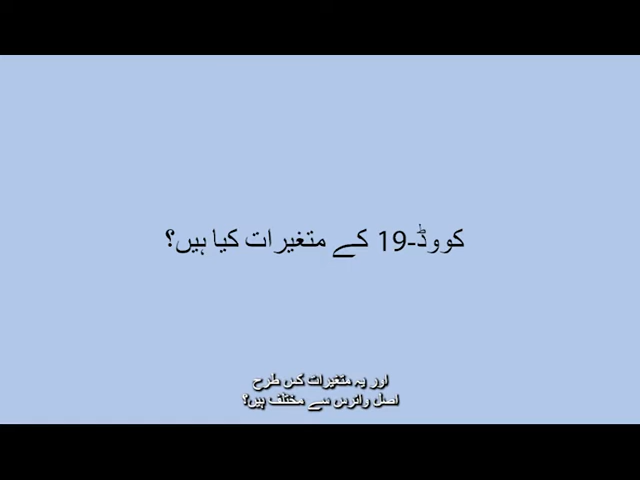 کووڈ-19 کے متغیرات کیا ہیں؟
اور یہ متغیرات کس طرح
اصل وائرس سے مختلف ہیں؟